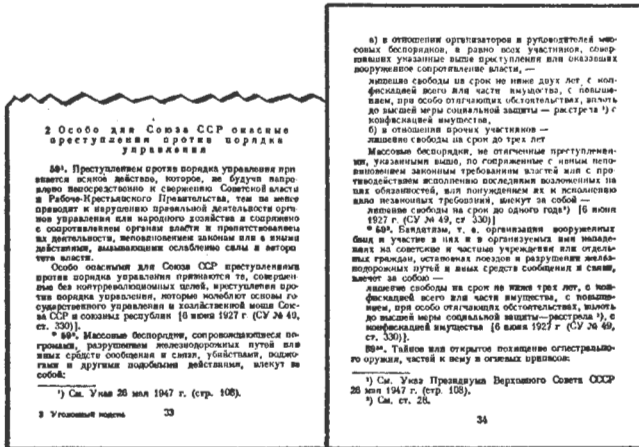 2 Особо для Союза ССР опасные
преступления против порядка
управления
59¹. Преступлением против порядка управления при
знается всякое действие, которое, не будучи напра-
влено непосредственно к свержению Советской власти
и Рабоче-Крестьянского Правительства, тем не менее
приводит к нарушению правильной деятельности орга
нов управления или народного хозяйства и сопряжено
с сопротивлением органам власти и препятствованием
их деятельности, неповиновением законам или с иными
действиями, вызывающими ослабление силы и автори
тета власти.
Особо опасными для Союза ССР преступлениями
против порядка управления признаются те, совершен-
ные без контрреволюционных целей, преступления про-
тив порядка управления, которые колеблют основы го-
сударственного управления и хозяйственной мощи Сою-
за ССР и союзных республик [6 июня 1927 г. (СУ № 49,
ст. 330)].
* 59². Массовые беспорядки, сопровождающиеся по-
громами, разрушением железнодорожных путей или
иных средств сообщения и связи, убийствами, поджо-
гами и другими подобными действиями, влекут за
собой:
¹) См. Указ 26 мая 1947 г. (стр. 108).
3 Уголовный кодекс 33
а) в отношении организаторов и руководителей мас-
совых беспорядков, а равно всех участников, совер-
шивших указанные выше преступления или оказавших
вооруженное сопротивление власти, —
лишение свободы на срок не ниже двух лет, с кон-
фискацией всего или части имущества, с повыше-
нием, при особо отягчающих обстоятельствах, вплоть
до высшей меры социальной защиты — расстрела ¹) с
конфискацией имущества,
б) в отношении прочих участников —
лишение свободы на срок до трех лет
Массовые беспорядки, не отягченные преступления-
ми, указанными выше, но сопряженные с явным непо-
виновением законным требованиям властей или с про-
тиводействием исполнению последними возложенных на
них обязанностей, или понуждением их к исполнению
явно незаконных требований, влекут за собой —
лишение свободы на срок до одного года²) [6 июня
1927 г. (СУ № 49, ст 330)]
* 59³. Бандитизм, т. е. организация вооруженных
банд и участие в них и в организуемых ими нападе-
ниях на советские и частные учреждения или отдель-
ных граждан, остановках поездов и разрушении желез-
нодорожных путей и иных средств сообщения и связи,
влечет за собой —
лишение свободы на срок не ниже трех лет, с кон-
фискацией всего или части имущества, с повыше-
нием, при особо отягчающих обстоятельствах, вплоть
до высшей меры социальной защиты—расстрела ¹), с
конфискацией имущества [6 июня 1927 г (СУ № 49,
ст. 330)].
Тайное или открытое похищение огнестрельно-
го оружия, частей к нему и огневых припасов:
¹) См. Указ Президиума Верховного Совета СССР
26 мая 1947 г. (стр. 108).
²) См. ст. 28.
34